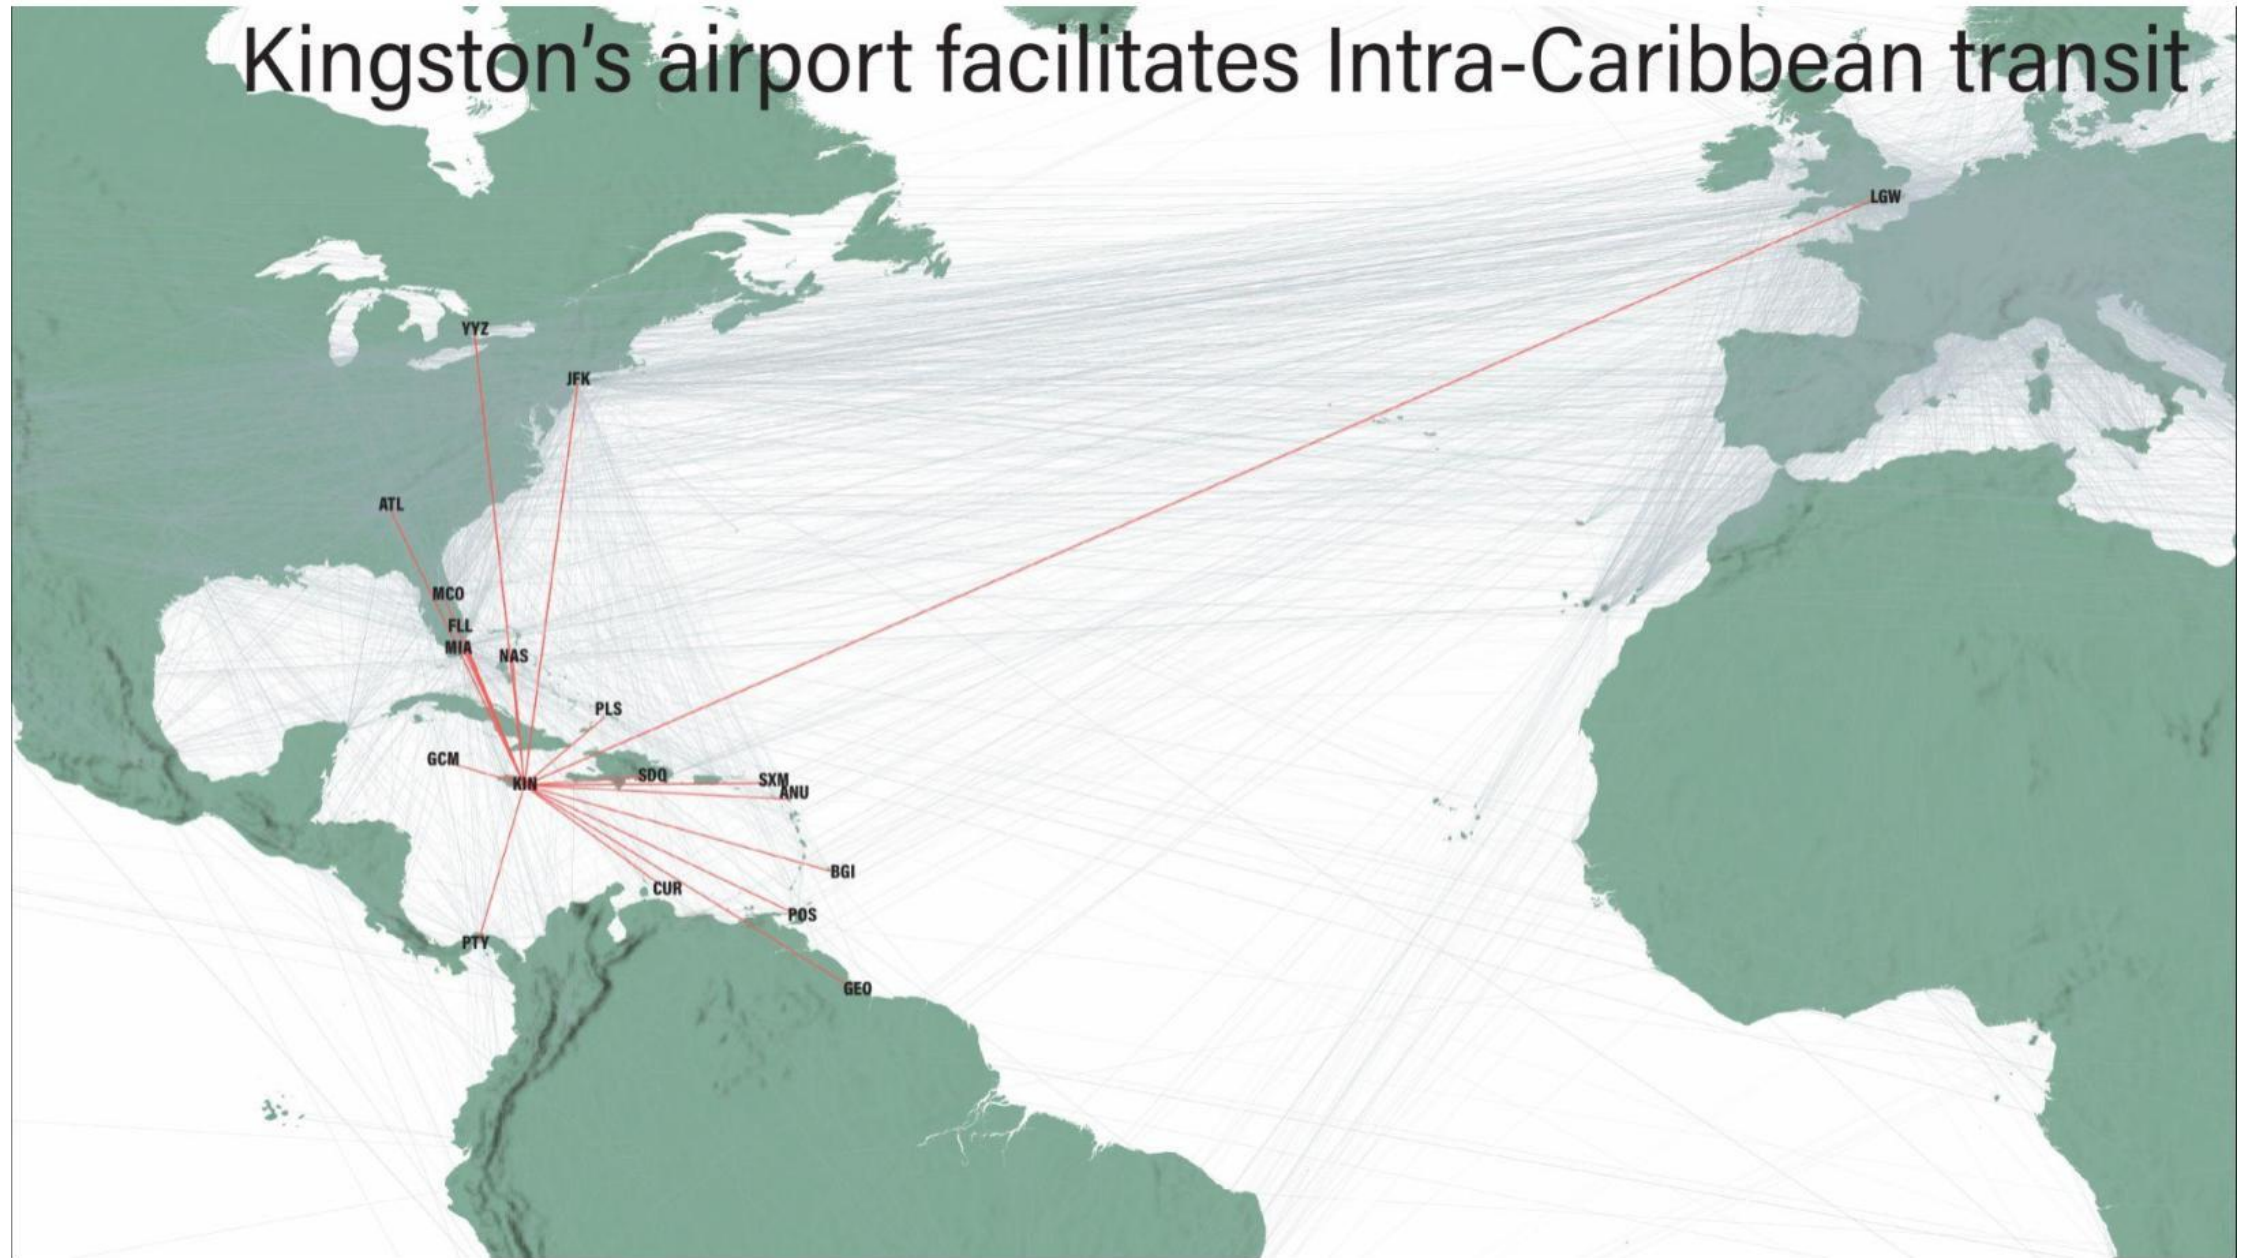 Kingston's airport facilitates Intra-Caribbean transit
LGW
YYZ
JFK
ATL
MCO
FLL
MIA
NAS
PLS
GCM
KIN
SDQ
SXM
ANU
BGI
CUR
POS
PTY
GEO